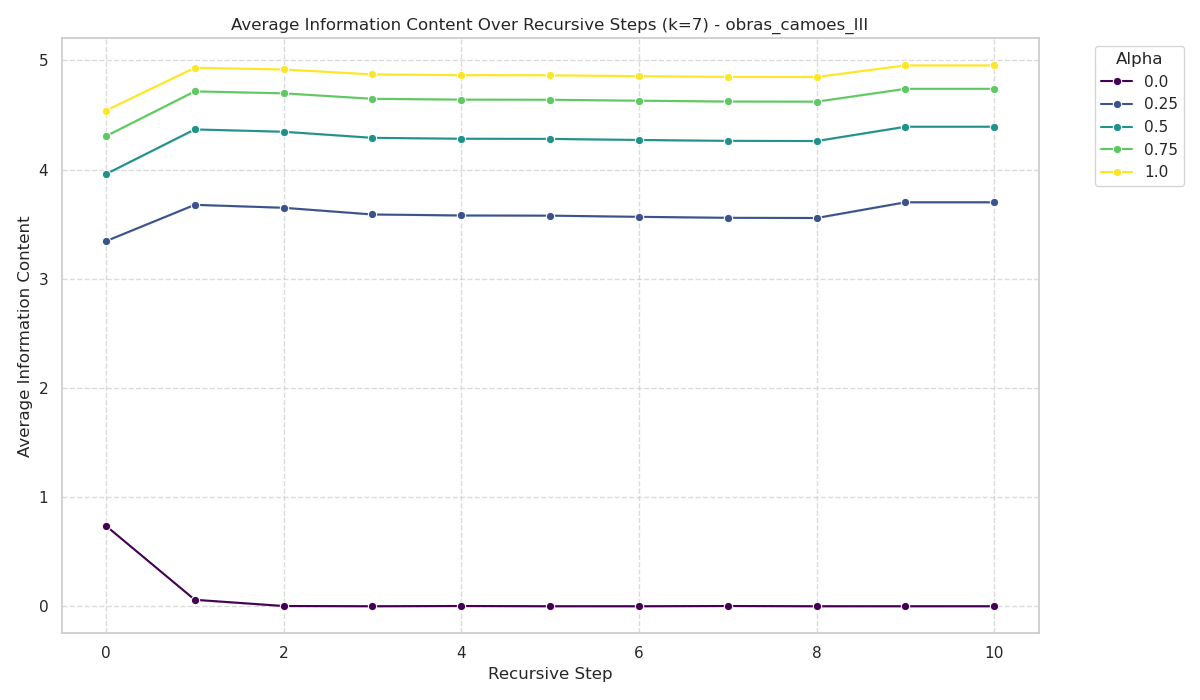 Average Information Content Over Recursive Steps (k=7) - obras_camoes_III
Average Information Content
5
4
3
2
1
0
0 2 4 6 8 10
Recursive Step
Alpha
0.0
0.25
0.5
0.75
1.0